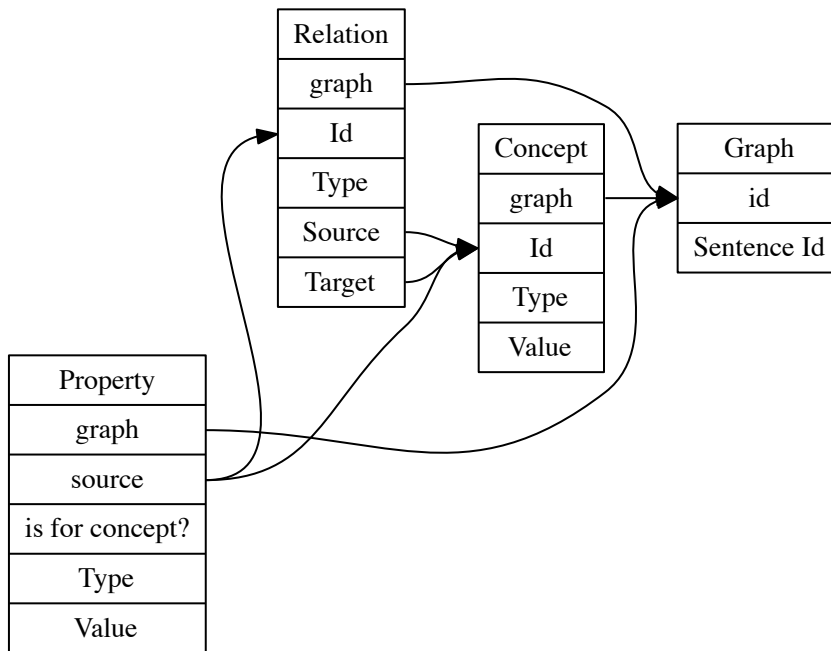 Relation
graph
Id
Type
Source
Target
Concept
graph
Id
Type
Value
Graph
id
Sentence Id
Property
graph
source
is for concept?
Type
Value